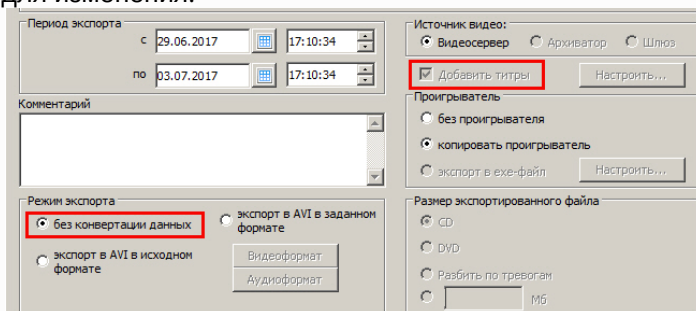 для изменения.
Период экспорта
с 29.06.2017 17:10:34
по 03.07.2017 17:10:34
Комментарий
Режим экспорта
без конвертации данных
экспорт в AVI в заданном
формате
экспорт в AVI в исходном
формате
Видеоформат
Аудиоформат
Источник видео:
Видеосервер Архиватор Шлюз
Добавить титры Настроить...
Проигрыватель
без проигрывателя
копировать проигрыватель
экспорт в exe-файл Настроить...
Размер экспортированного файла
CD
DVD
Разбить по тревогам
Мб